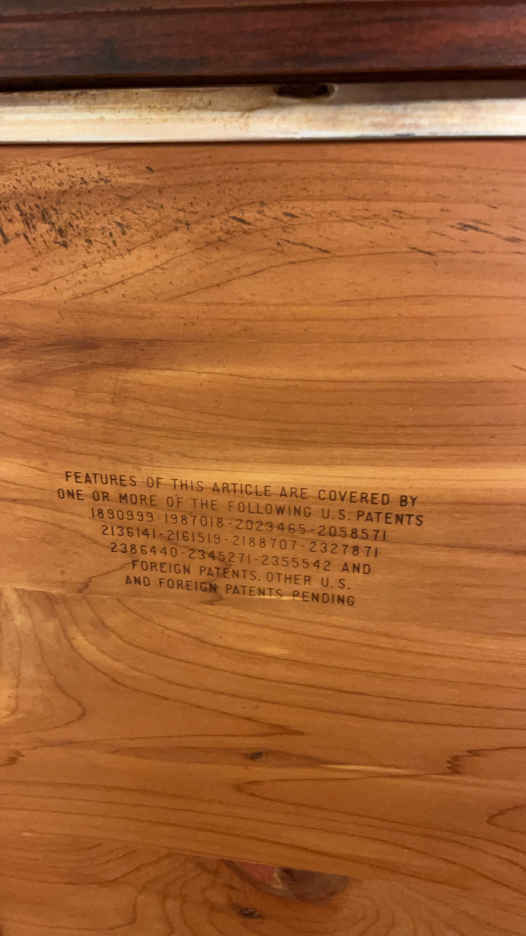 FEATURES OF THIS ARTICLE ARE COVERED BY
ONE OR MORE OF THE FOLLOWING U.S. PATENTS
1890999-1987018-2029465-2058571
2136141-2161519-2188707-2327871
2386440-2345271-2355542 AND
FOREIGN PATENTS. OTHER U.S.
AND FOREIGN PATENTS PENDING